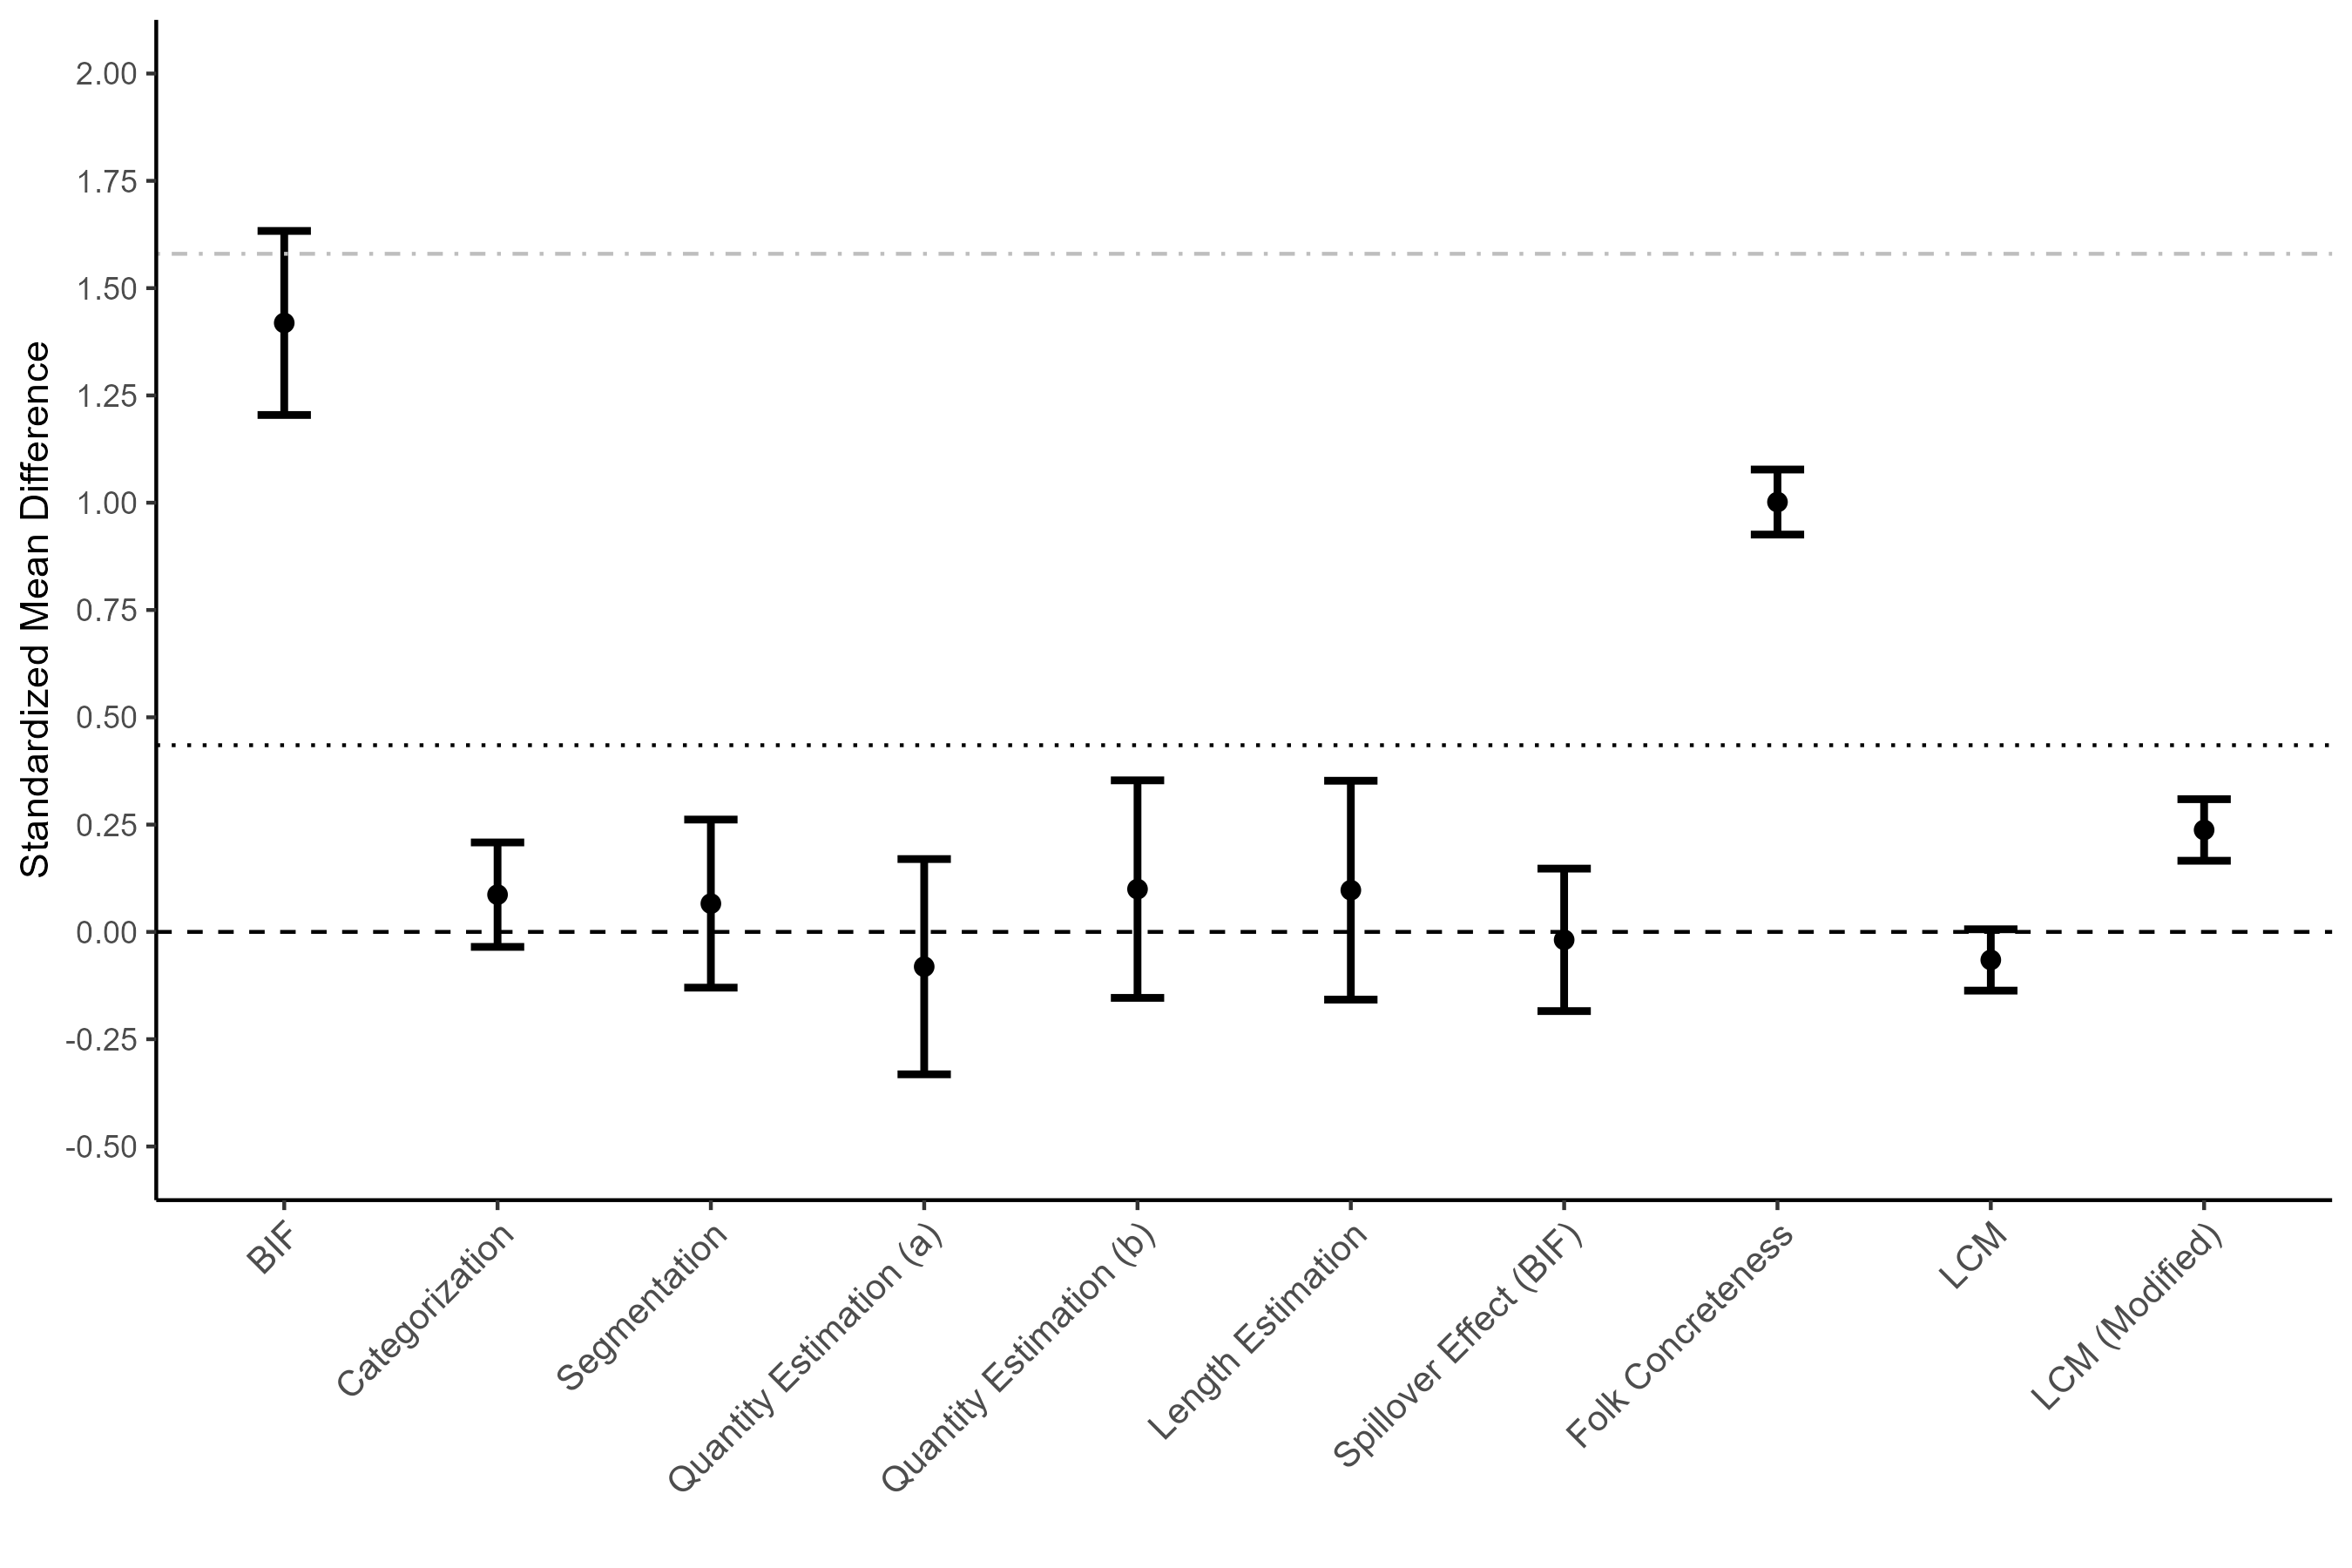 Standardized Mean Difference
2.00
1.75
1.50
1.25
1.00
0.75
0.50
0.25
0.00
-0.25
-0.50
BIF
Categorization
Segmentation
Quantity Estimation (a)
Quantity Estimation (b)
Length Estimation
Spillover Effect (BIF)
Folk Concreteness
LCM
LCM (Modified)